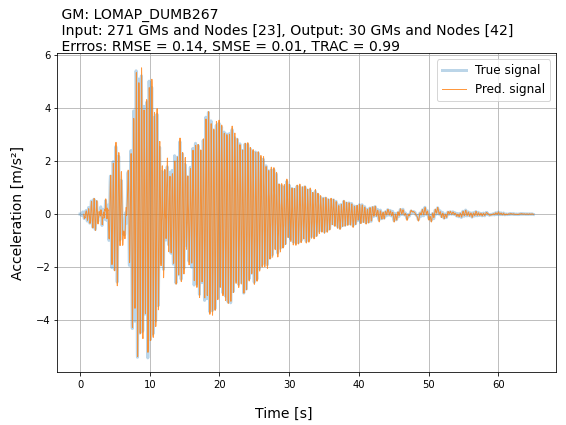 GM: LOMAP_DUMB267
Input: 271 GMs and Nodes [23], Output: 30 GMs and Nodes [42]
Errros: RMSE = 0.14, SMSE = 0.01, TRAC = 0.99
True signal
Pred. signal
6
4
2
0
−2
−4
Acceleration [m/s²]
0 10 20 30 40 50 60
Time [s]